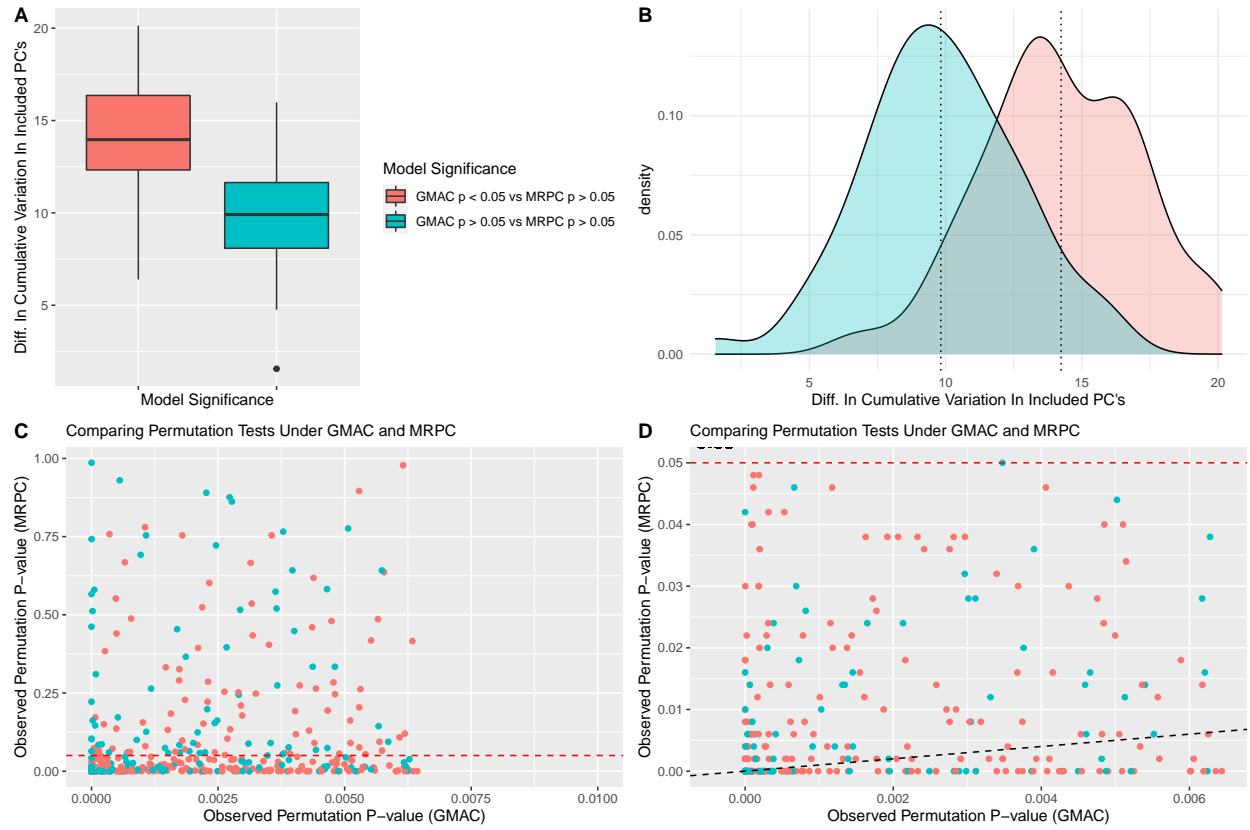 A
Diff. In Cumulative Variation In Included PC's
20
15
10
5
Model Significance
Model Significance
GMAC p < 0.05 vs MRPC p > 0.05
GMAC p > 0.05 vs MRPC p > 0.05
B
density
0.10
0.05
0.00
5
10
15
20
Diff. In Cumulative Variation In Included PC's
C
Comparing Permutation Tests Under GMAC and MRPC
Observed Permutation P−value (MRPC)
1.00
0.75
0.50
0.25
0.00
0.0000
0.0025
0.0050
0.0075
0.0100
Observed Permutation P−value (GMAC)
D
Comparing Permutation Tests Under GMAC and MRPC
Observed Permutation P−value (MRPC)
0.05
0.04
0.03
0.02
0.01
0.00
0.000
0.002
0.004
0.006
Observed Permutation P−value (GMAC)